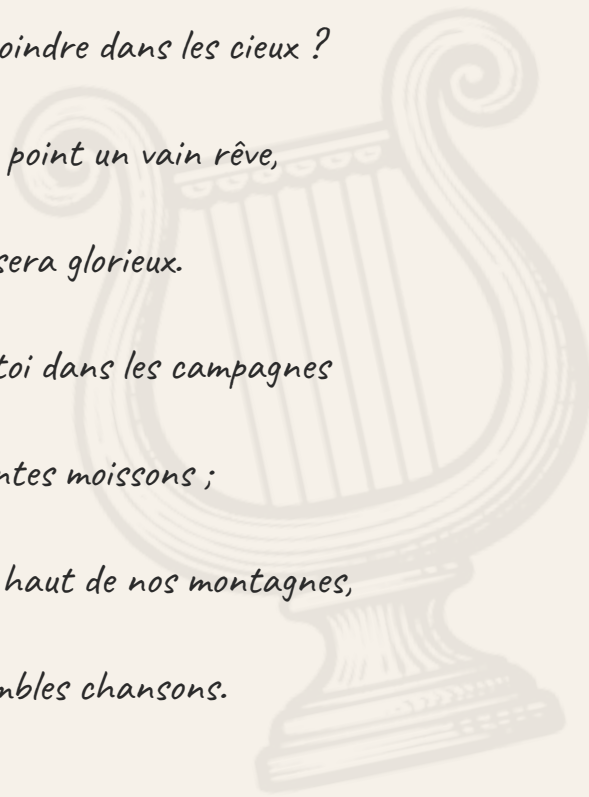 oindre dans les cieux ?
point un vain rêve,
sera glorieux.
toi dans les campagnes
ntes moissons ;
haut de nos montagnes,
mbles chansons.